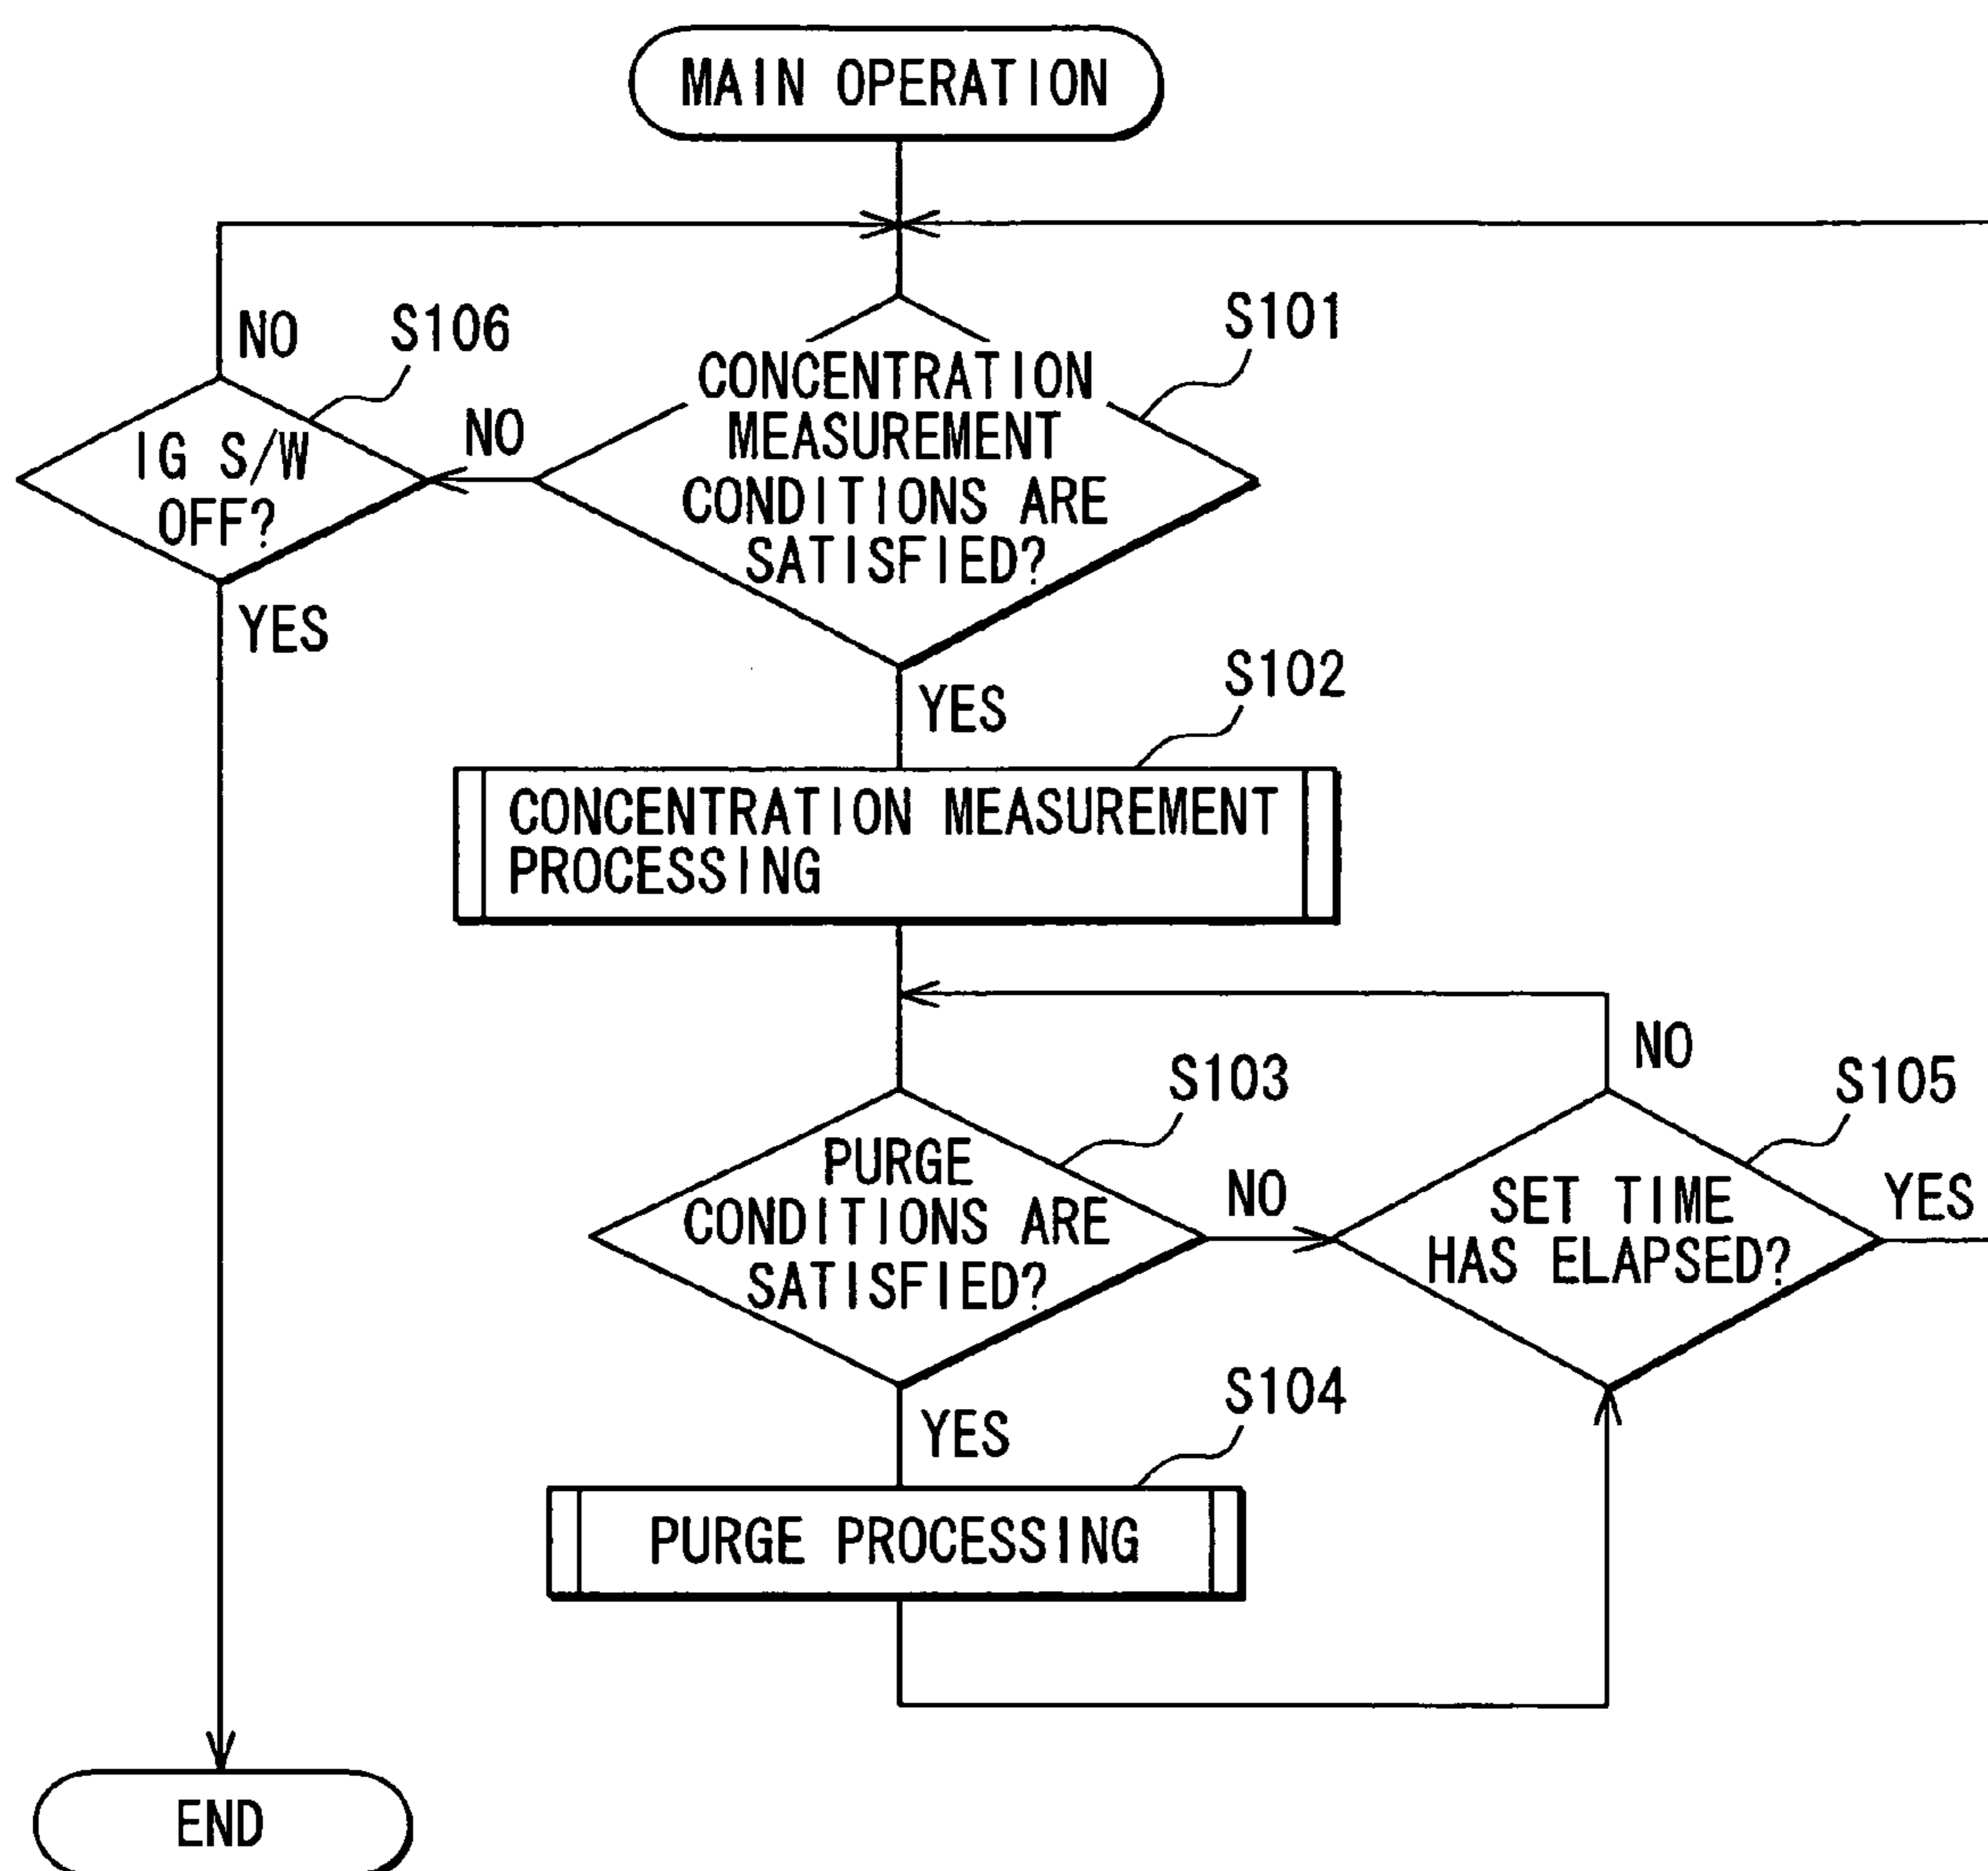 MAIN OPERATION
NO
S106
S101
IG S/W
OFF?
NO
CONCENTRATION
MEASUREMENT
CONDITIONS ARE
SATISFIED?
YES
YES
S102
CONCENTRATION MEASUREMENT
PROCESSING
NO
S103
S105
PURGE
CONDITIONS ARE
SATISFIED?
NO
SET TIME
HAS ELAPSED?
YES
YES
S104
PURGE PROCESSING
END